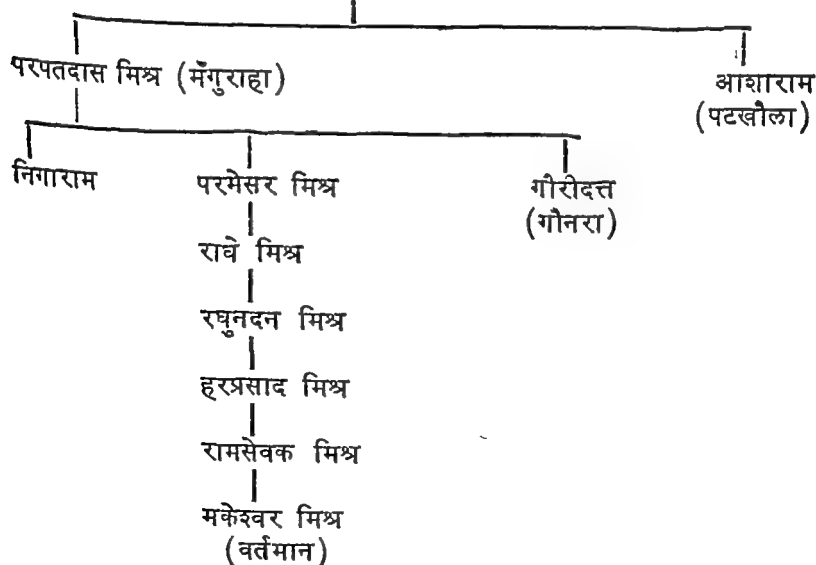 परपतदास मिश्र (मँगुराहा)
आशाराम
(पटखौला)
निगाराम
परमेसर मिश्र
गौरीदत्त
(गौनरा)
राघे मिश्र
रघुनदन मिश्र
हरप्रसाद मिश्र
रामसेवक मिश्र
मकेश्वर मिश्र
(वर्तमान)